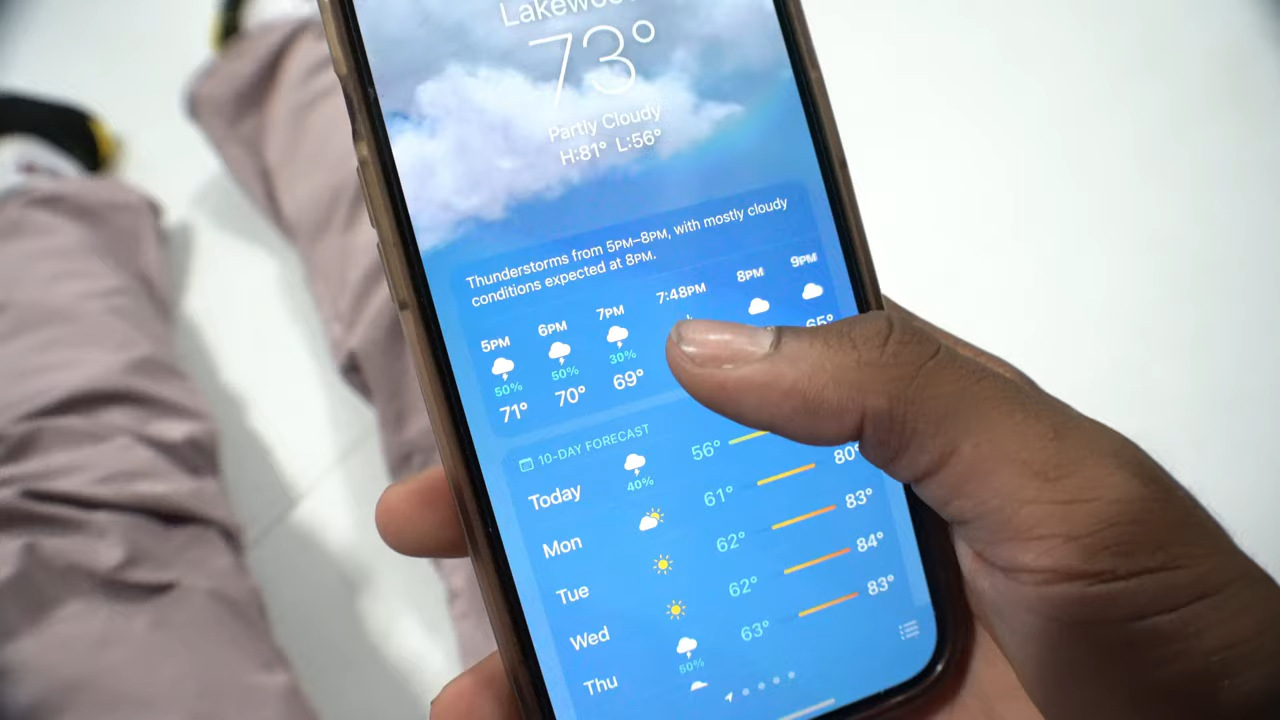 73°
Partly Cloudy
H:81° L:56°
Thunderstorms from 5PM–8PM, with mostly cloudy
conditions expected at 8PM.
5PM 6PM 7PM 7:48PM 8PM 9PM
50% 50% 30%
71° 70° 69° 65°
10-DAY FORECAST
Today 40% 56°
Mon 61° 80°
Tue 62° 83°
Wed 62° 84°
Thu 60% 63° 83°